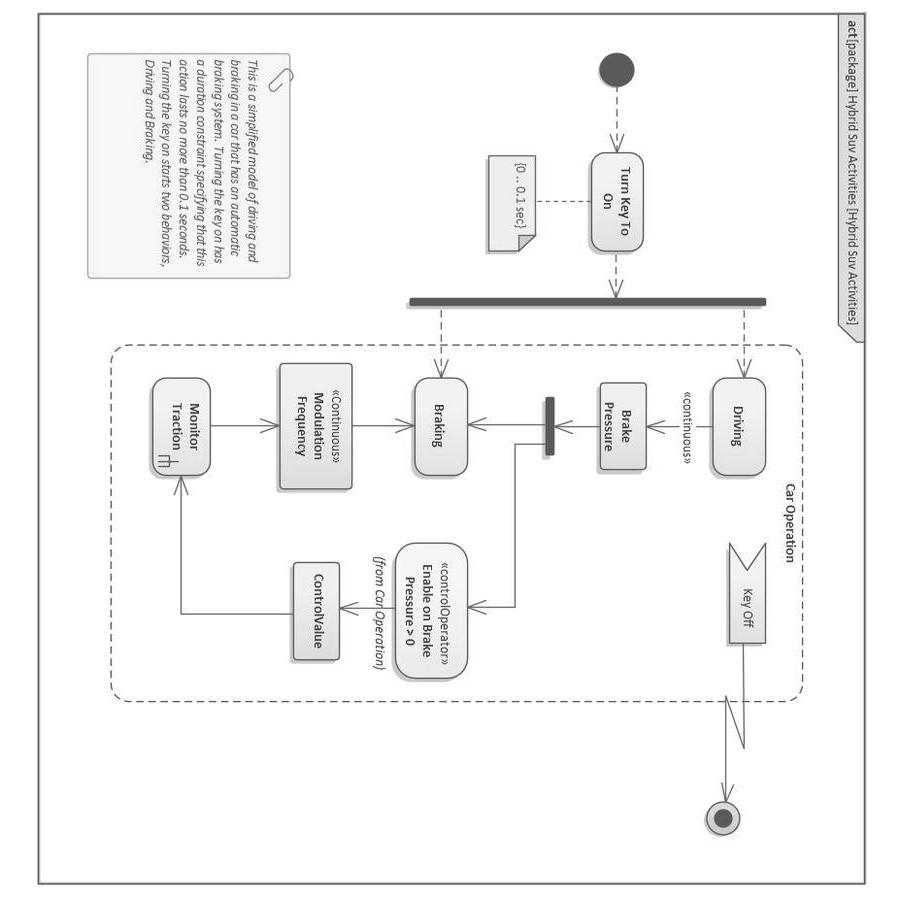 act [package] Hybrid Suv Activities [Hybrid Suv Activities]
Turn Key To
On
{0 .. 0.1 sec}
This is a simplified model of driving and
braking in a car that has an automatic
braking system. Turning the key on has
a duration constraint specifying that this
action lasts no more than 0.1 seconds.
Turning the key on starts two behaviors,
Driving and Braking.
Car Operation
Driving
«continuous»
Brake
Pressure
Braking
«Continuous»
Modulation
Frequency
Monitor
Traction
Key Off
«controlOperator»
Enable on Brake
Pressure > 0
(from Car Operation)
ControlValue